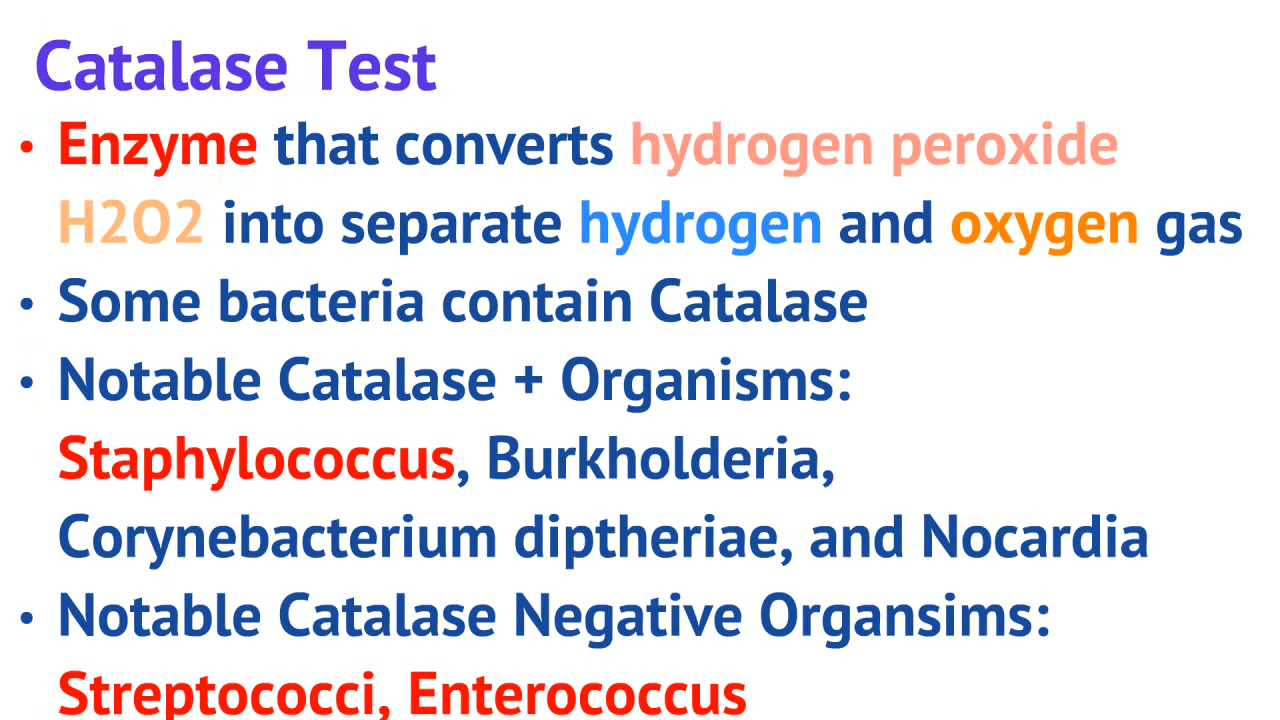 Catalase Test
• Enzyme that converts hydrogen peroxide
H2O2 into separate hydrogen and oxygen gas
• Some bacteria contain Catalase
• Notable Catalase + Organisms:
Staphylococcus, Burkholderia,
Corynebacterium diptheriae, and Nocardia
• Notable Catalase Negative Organsims:
Streptococci, Enterococcus